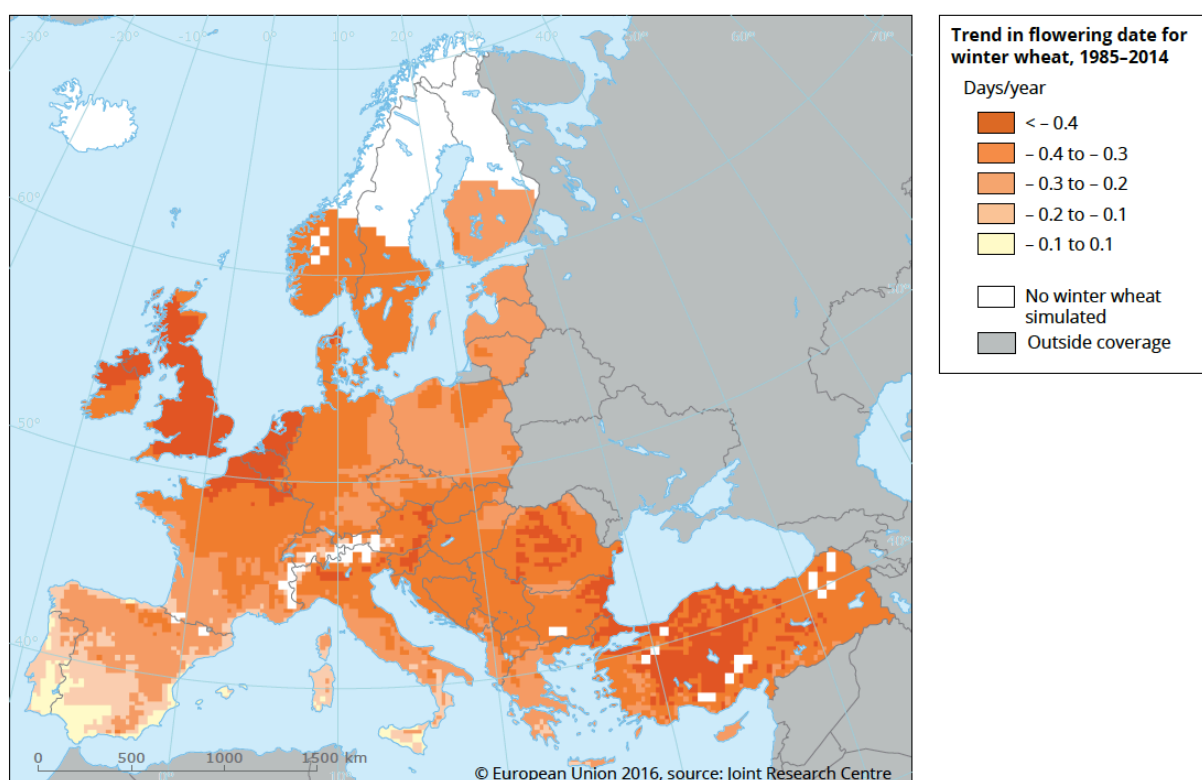 -30°
-20°
-10°
0°
10°
20°
30°
60°
70°
60°
50°
40°
40°
0 500 1000 1500 km
© European Union 2016, source: Joint Research Centre
Trend in flowering date for
winter wheat, 1985–2014
Days/year
< – 0.4
– 0.4 to – 0.3
– 0.3 to – 0.2
– 0.2 to – 0.1
– 0.1 to 0.1
No winter wheat
simulated
Outside coverage